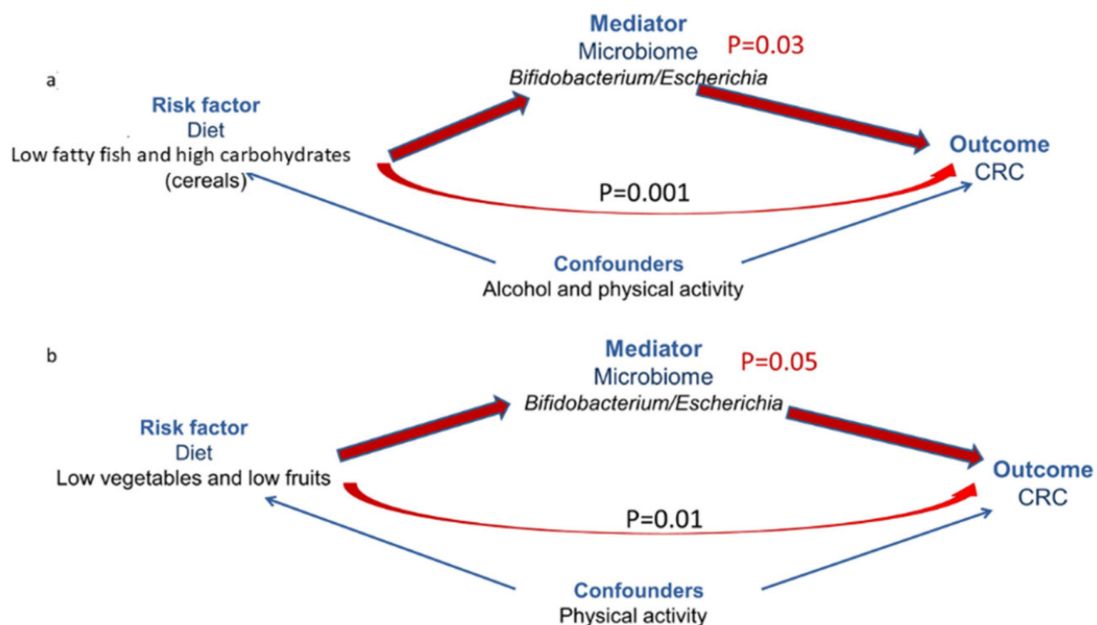 Mediator
Microbiome
P=0.03
Bifidobacterium/Escherichia
a
Risk factor
Diet
Low fatty fish and high carbohydrates
(cereals)
Outcome
CRC
P=0.001
Confounders
Alcohol and physical activity
b
Mediator
Microbiome
P=0.05
Bifidobacterium/Escherichia
Risk factor
Diet
Low vegetables and low fruits
Outcome
CRC
P=0.01
Confounders
Physical activity